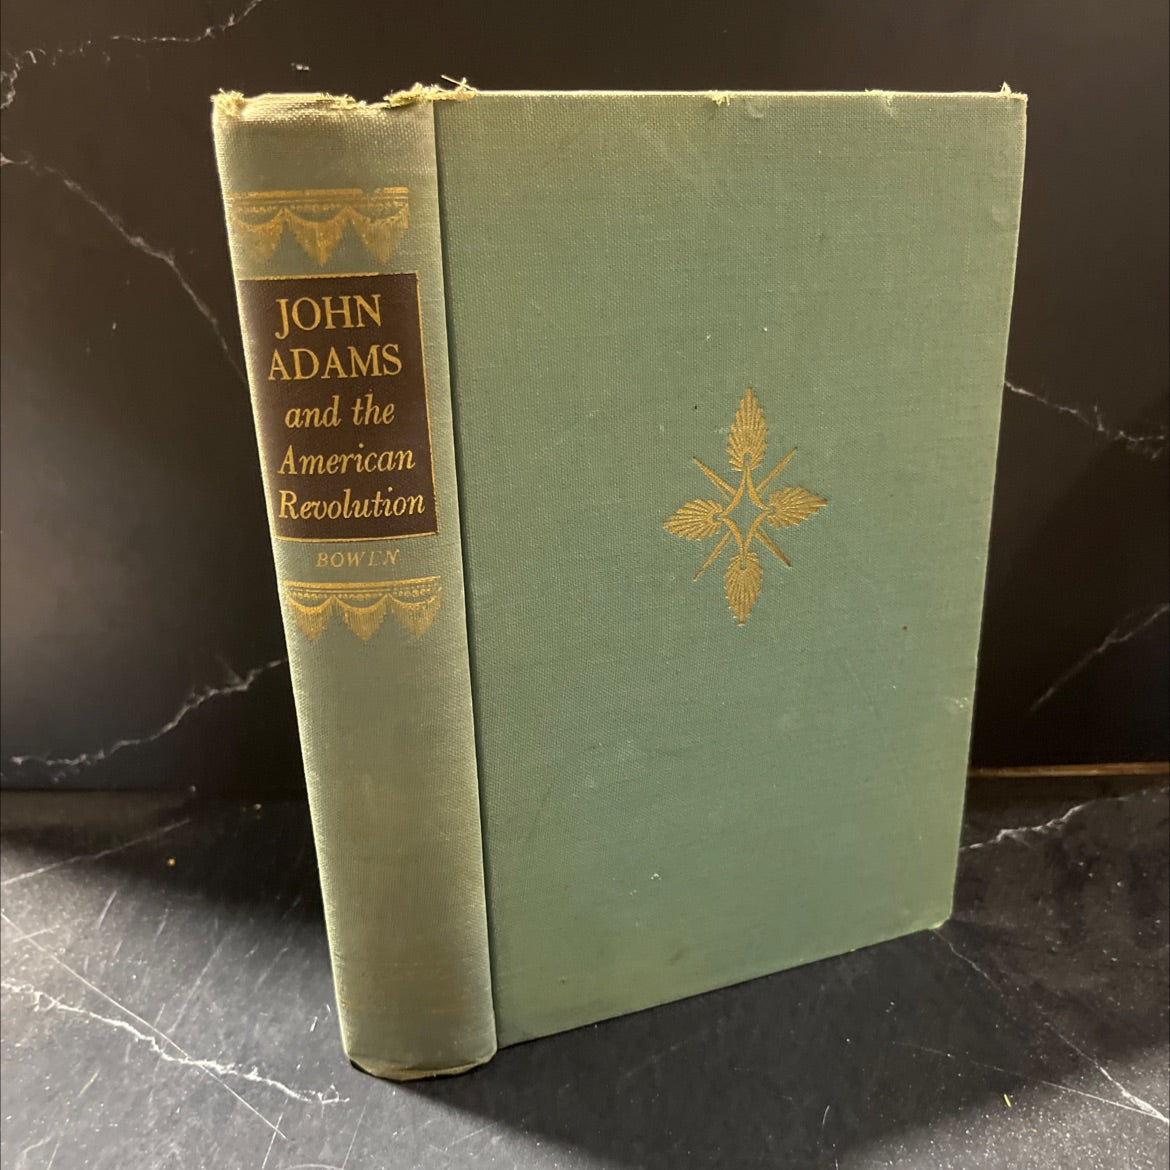 JOHN
ADAMS
and the
American
Revolution
BOWEN